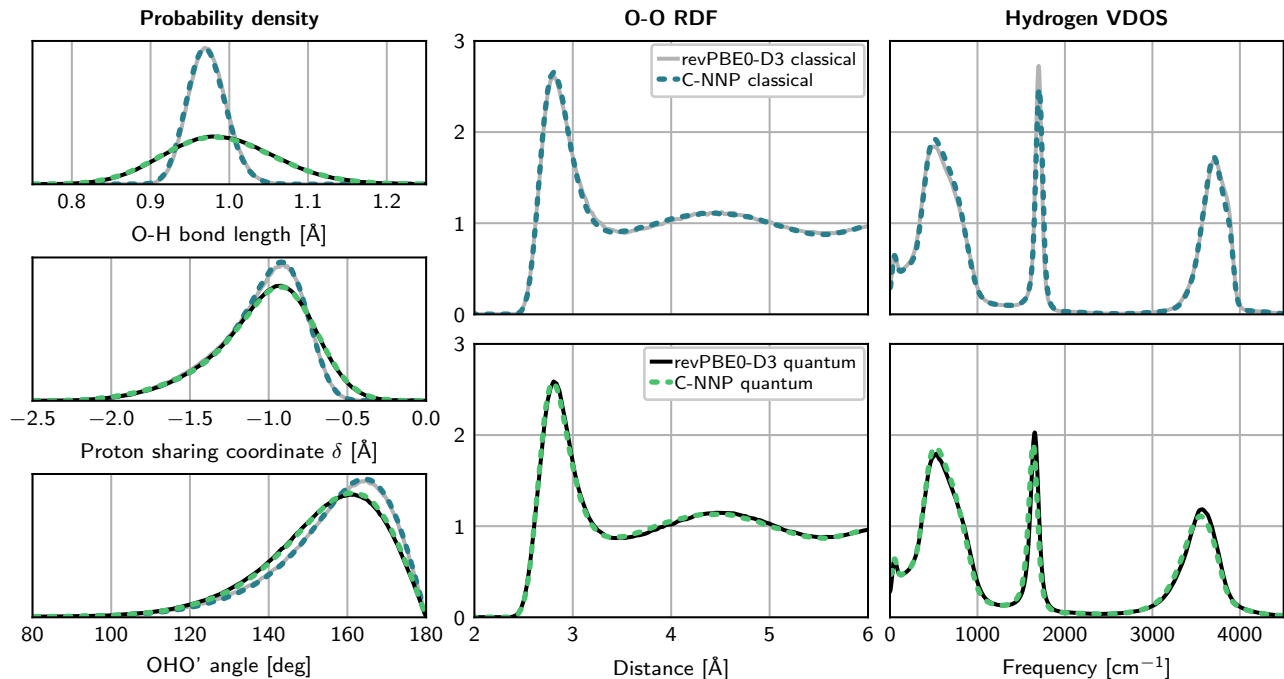 Probability density
0.8 0.9 1.0 1.1 1.2
O-H bond length [Å]
−2.5 −2.0 −1.5 −1.0 −0.5 0.0
Proton sharing coordinate δ [Å]
80 100 120 140 160 180
OHO' angle [deg]
O-O RDF
3
2
1
0
revPBE0-D3 classical
C-NNP classical
3
2
1
0
revPBE0-D3 quantum
C-NNP quantum
2 3 4 5 6
Distance [Å]
Hydrogen VDOS
0 1000 2000 3000 4000
Frequency [cm⁻¹]